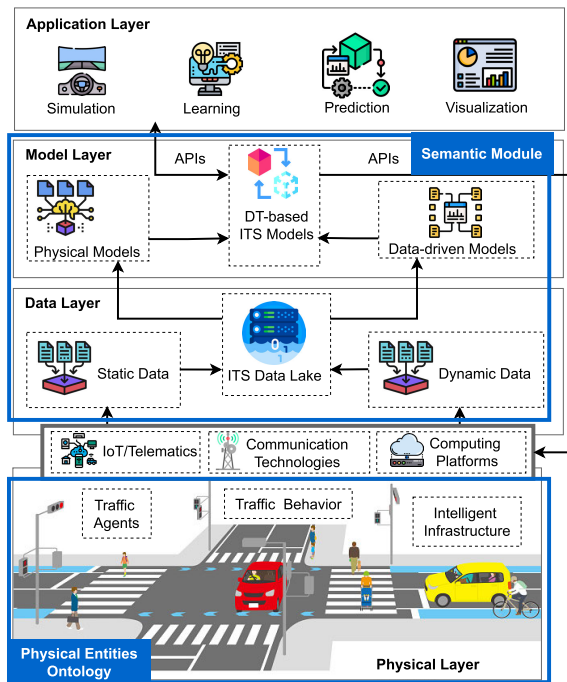 Application Layer
Simulation
Learning
Prediction
Visualization
Model Layer
APIs
APIs
Semantic Module
Physical Models
DT-based
ITS Models
Data-driven Models
Data Layer
Static Data
ITS Data Lake
Dynamic Data
IoT/Telematics
Communication
Technologies
Computing
Platforms
Traffic
Agents
Traffic Behavior
Intelligent
Infrastructure
Physical Entities
Ontology
Physical Layer